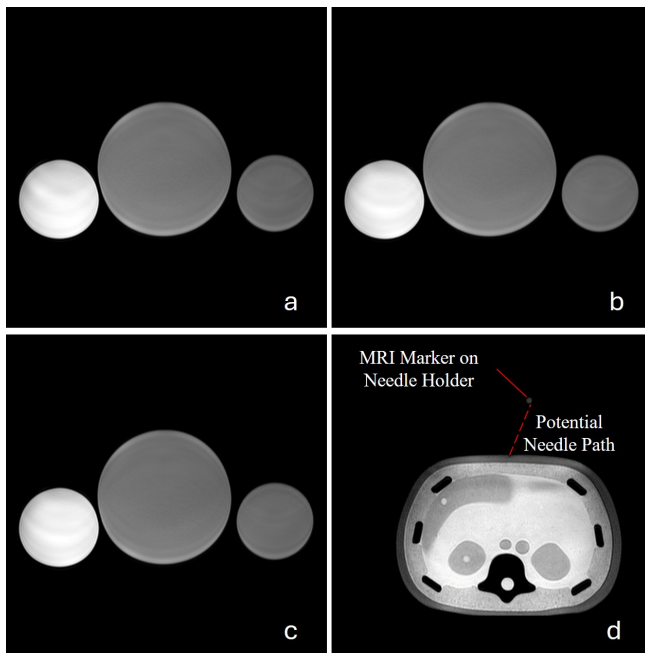 a
b
c
MRI Marker on
Needle Holder
Potential
Needle Path
d